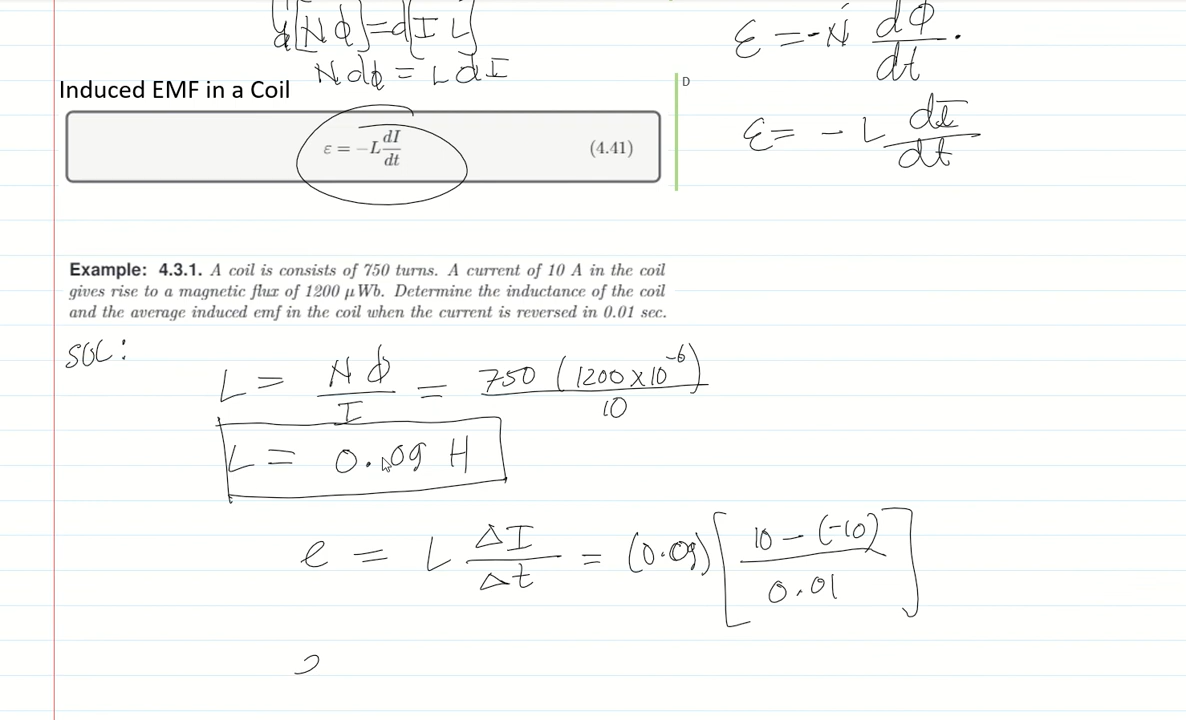 d[Nϕ]=d[I L]
Ndϕ = L dI
ε = -N dΦ/dt.
Induced EMF in a Coil
D
ε = −L dI/dt (4.41)
ε = - L dI/dt
Example: 4.3.1. A coil is consists of 750 turns. A current of 10 A in the coil
gives rise to a magnetic flux of 1200 μWb. Determine the inductance of the coil
and the average induced emf in the coil when the current is reversed in 0.01 sec.
SOL:
L = Nϕ/I = 750 (1200x10^-6)/10
L = 0.09 H
e = L ΔI/Δt = (0.09) [10-(-10)/0.01]